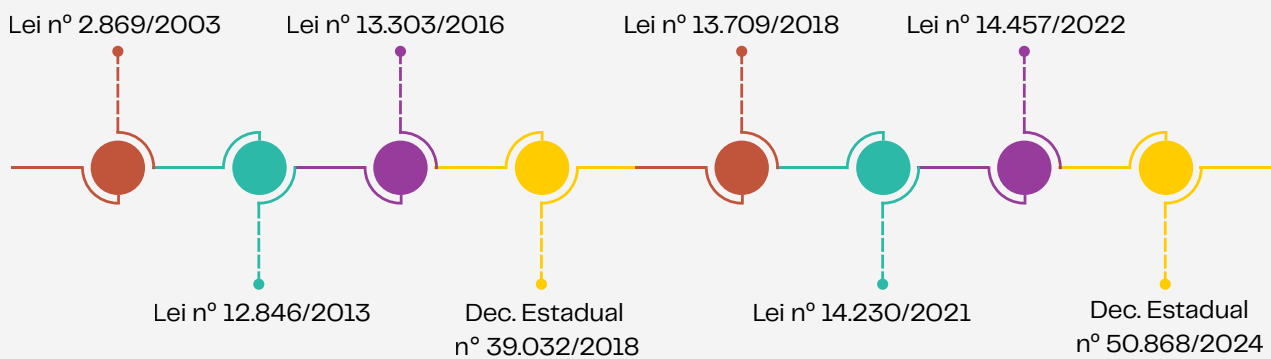 Lei nº 2.869/2003
Lei nº 13.303/2016
Lei nº 13.709/2018
Lei nº 14.457/2022
Lei nº 12.846/2013
Dec. Estadual
n° 39.032/2018
Lei nº 14.230/2021
Dec. Estadual
n° 50.868/2024